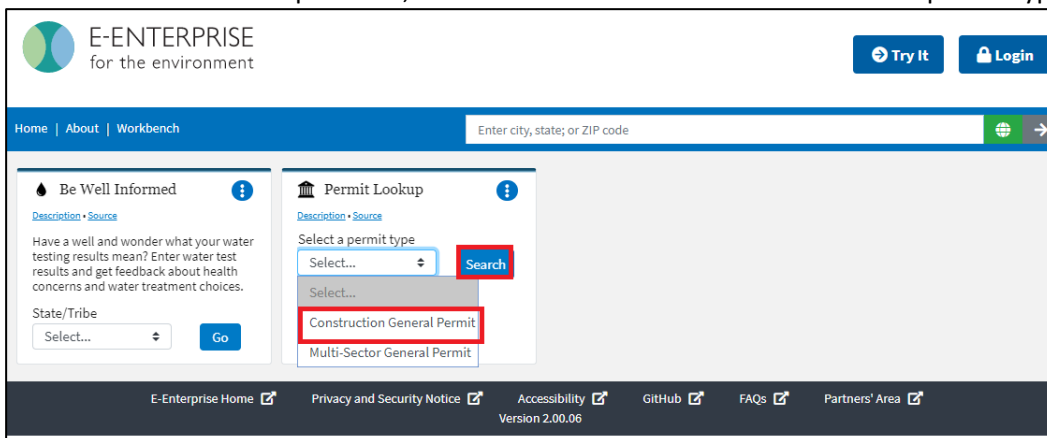 E-ENTERPRISE
for the environment
Try It
Login
Home | About | Workbench
Enter city, state; or ZIP code
Be Well Informed
Description • Source
Have a well and wonder what your water
testing results mean? Enter water test
results and get feedback about health
concerns and water treatment choices.
State/Tribe
Select...
Go
Permit Lookup
Description • Source
Select a permit type
Select...
Search
Select...
Construction General Permit
Multi-Sector General Permit
E-Enterprise Home Privacy and Security Notice Accessibility GitHub FAQs Partners' Area
Version 2.00.06